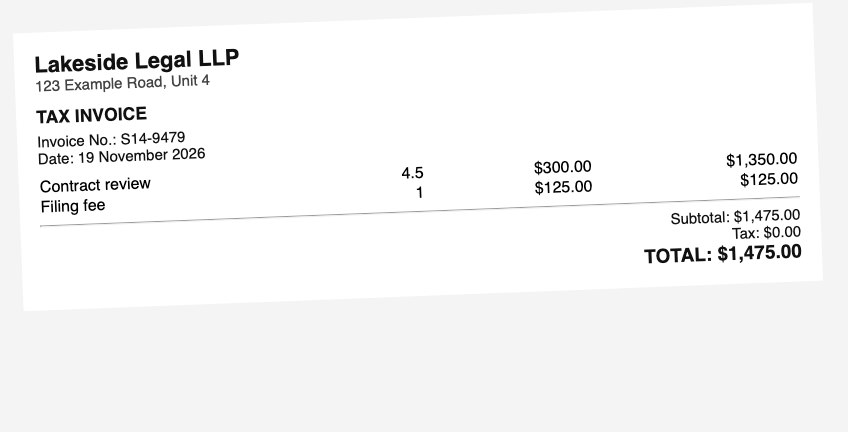 Lakeside Legal LLP
123 Example Road, Unit 4
TAX INVOICE
Invoice No.: S14-9479
Date: 19 November 2026
Contract review 4.5 $300.00 $1,350.00
Filing fee 1 $125.00 $125.00
Subtotal: $1,475.00
Tax: $0.00
TOTAL: $1,475.00